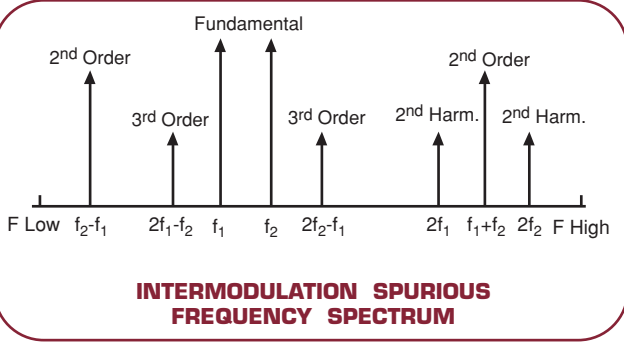 Fundamental
2nd Order
2nd Order
3rd Order
3rd Order
2nd Harm.
2nd Harm.
F Low f2-f1 2f1-f2 f1 f2 2f2-f1 2f1 f1+f2 2f2 F High
INTERMODULATION SPURIOUS
FREQUENCY SPECTRUM